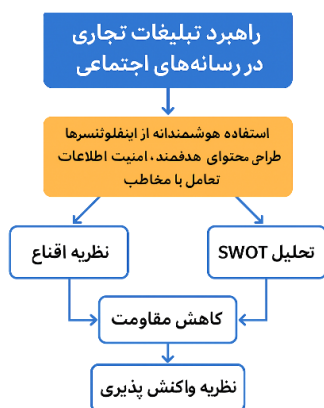 راهبرد تبلیغات تجاری
در رسانه‌های اجتماعی
استفاده هوشمندانه از اینفلوئنسرها
طراحی محتوای هدفمند، امنیت اطلاعات
تعامل با مخاطب
تحلیل SWOT
نظریه اقناع
کاهش مقاومت
نظریه واکنش پذیری